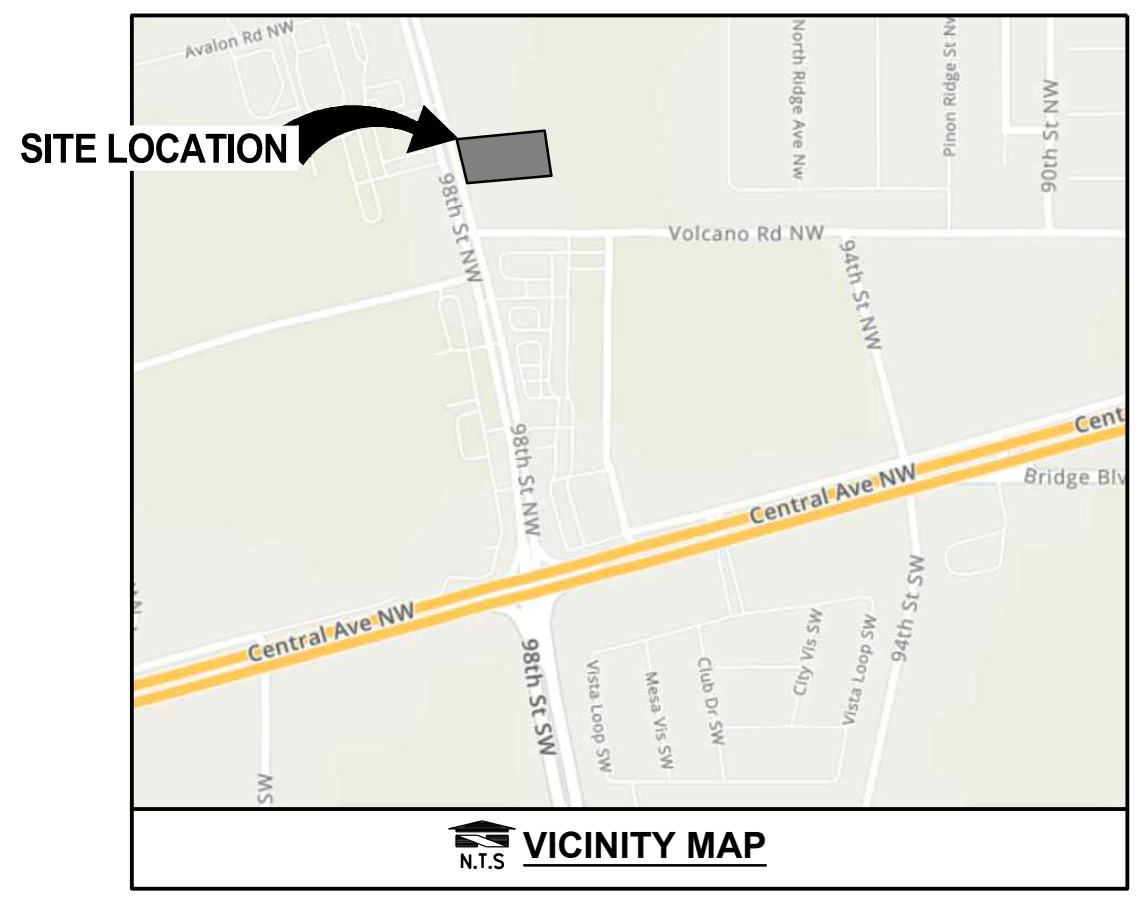 Avalon Rd NW
North Ridge Ave Nw
Pinon Ridge St Nw
90th St NW
SITE LOCATION
98th St NW
Volcano Rd NW
94th St NW
98th St NW
Cent
Central Ave NW
Bridge Blv
Central Ave NW
98th St SW
Vista Loop SW
Mesa Vis SW
Club Dr SW
City Vis SW
Vista Loop SW
94th St SW
SW
N.T.S
VICINITY MAP